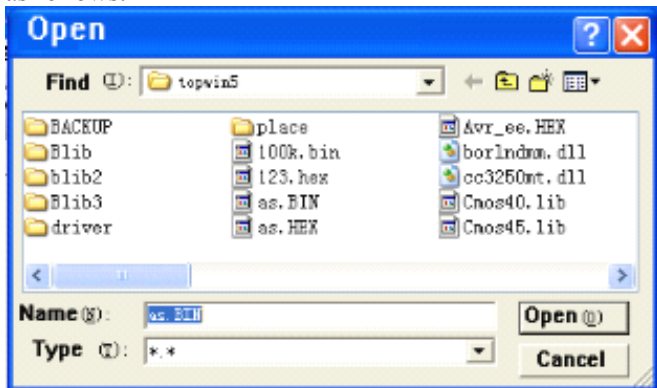 Open
Find (I): topwin5
BACKUP
Blib
blib2
Blib3
driver
place
100k.bin
123.hex
as.BIN
as.HEX
Avr_ee.HEX
borlndmm.dll
cc3250mt.dll
Cmos40.lib
Cmos45.lib
Name(N): as.BIN
Open(O)
Type (T): *.*
Cancel